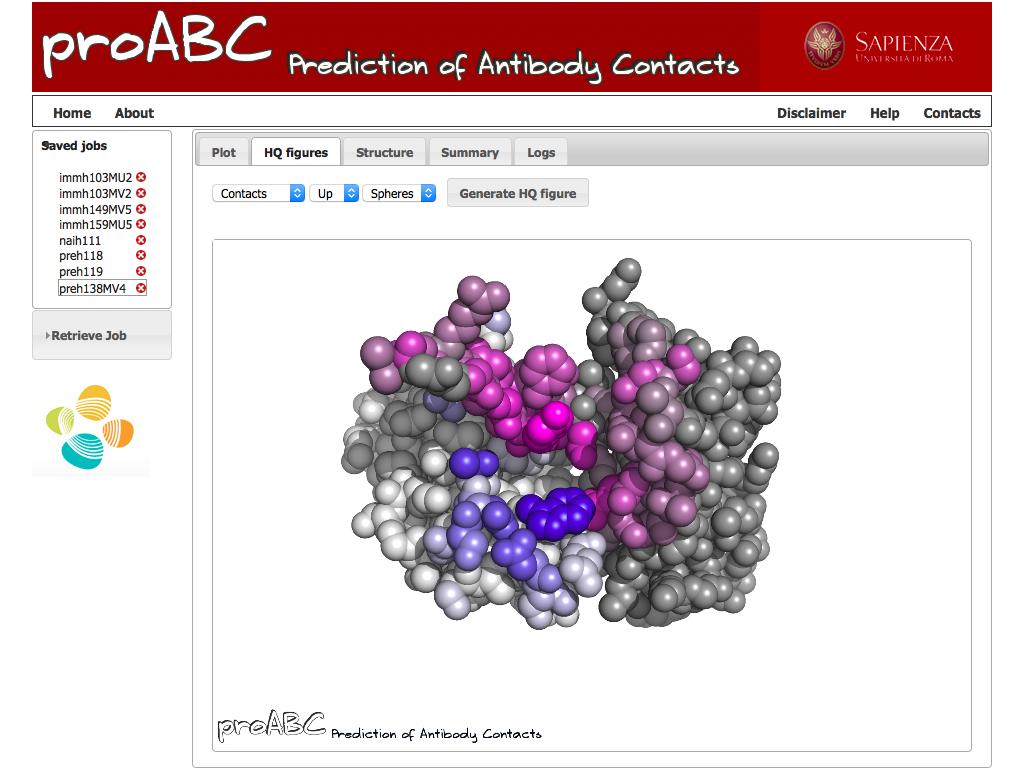 proABC Prediction of Antibody Contacts
SAPIENZA
UNIVERSITÀ DI ROMA
Home About Disclaimer Help Contacts
Saved jobs
immh103MU2
immh103MV2
immh149MV5
immh159MU5
naih111
preh118
preh119
preh138MV4
Retrieve Job
Plot HQ figures Structure Summary Logs
Contacts Up Spheres Generate HQ figure
proABC Prediction of Antibody Contacts